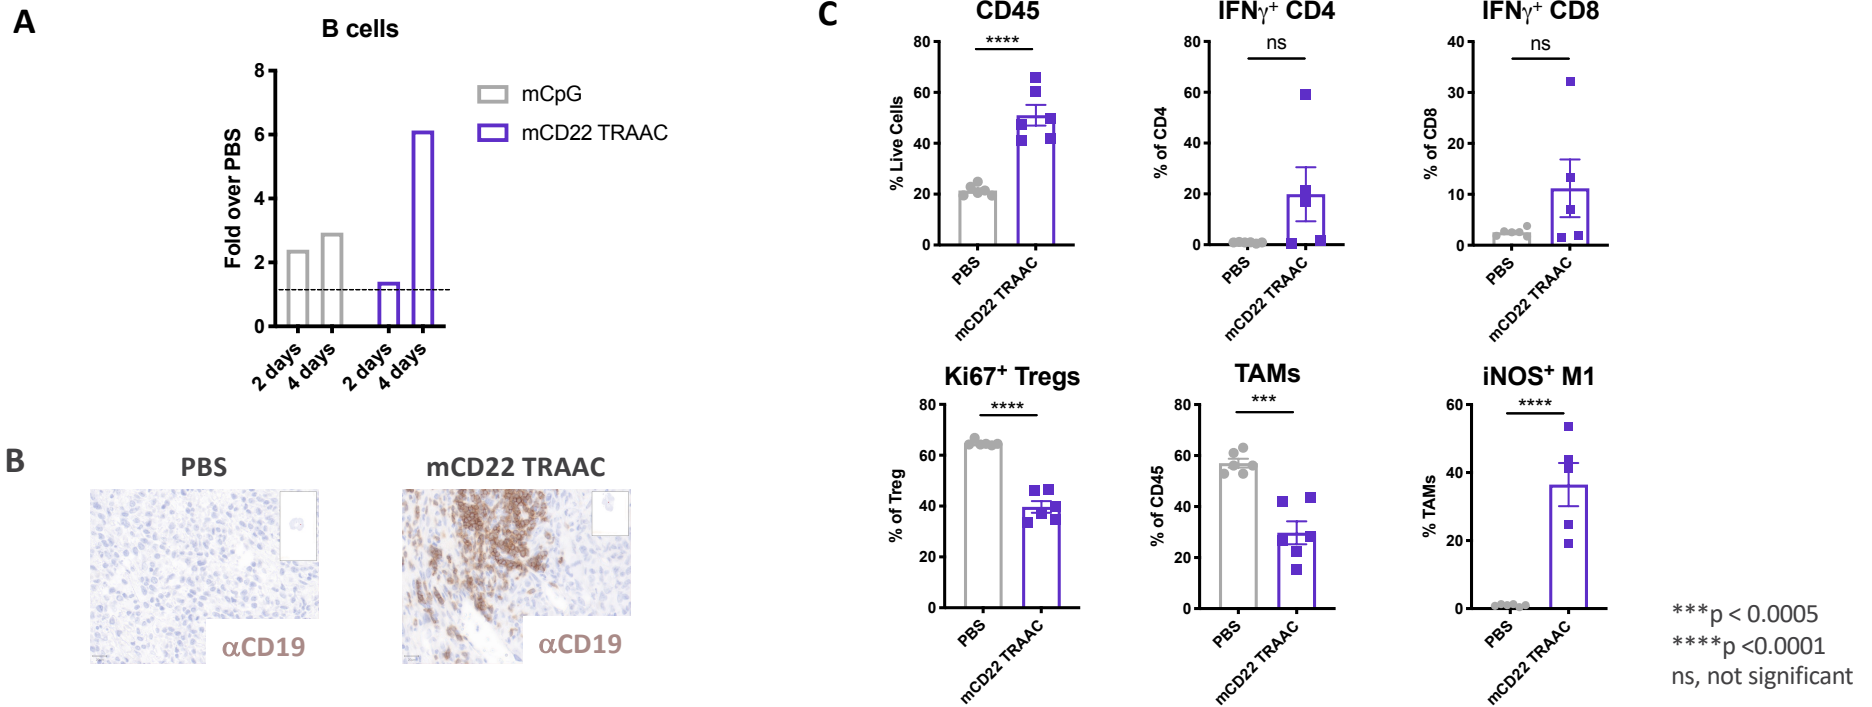 A
B cells
Fold over PBS
8
6
4
2
0
2 days
4 days
2 days
4 days
mCpG
mCD22 TRAAC
B
PBS
αCD19
mCD22 TRAAC
αCD19
C
CD45
****
% Live Cells
80
60
40
20
0
PBS
mCD22 TRAAC
IFNγ⁺ CD4
ns
% of CD4
80
60
40
20
0
PBS
mCD22 TRAAC
IFNγ⁺ CD8
ns
% of CD8
40
30
20
10
0
PBS
mCD22 TRAAC
Ki67⁺ Tregs
****
% of Treg
80
60
40
20
0
PBS
mCD22 TRAAC
TAMs
***
% of CD45
80
60
40
20
0
PBS
mCD22 TRAAC
iNOS⁺ M1
****
% TAMs
60
40
20
0
PBS
mCD22 TRAAC
***p < 0.0005
****p <0.0001
ns, not significant